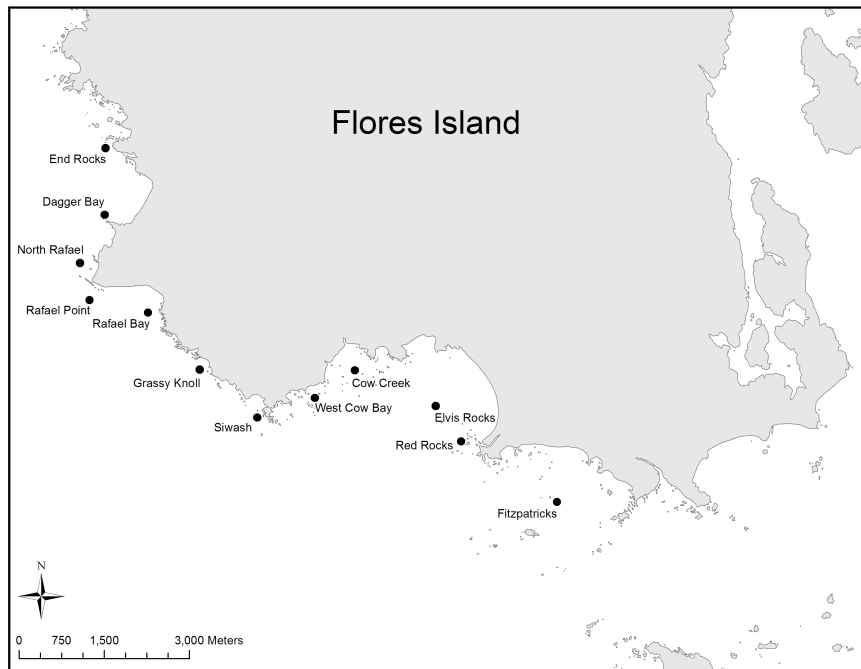 Flores Island
End Rocks
Dagger Bay
North Rafael
Rafael Point
Rafael Bay
Grassy Knoll
Cow Creek
West Cow Bay
Siwash
Elvis Rocks
Red Rocks
Fitzpatricks
N
0 750 1,500 3,000 Meters